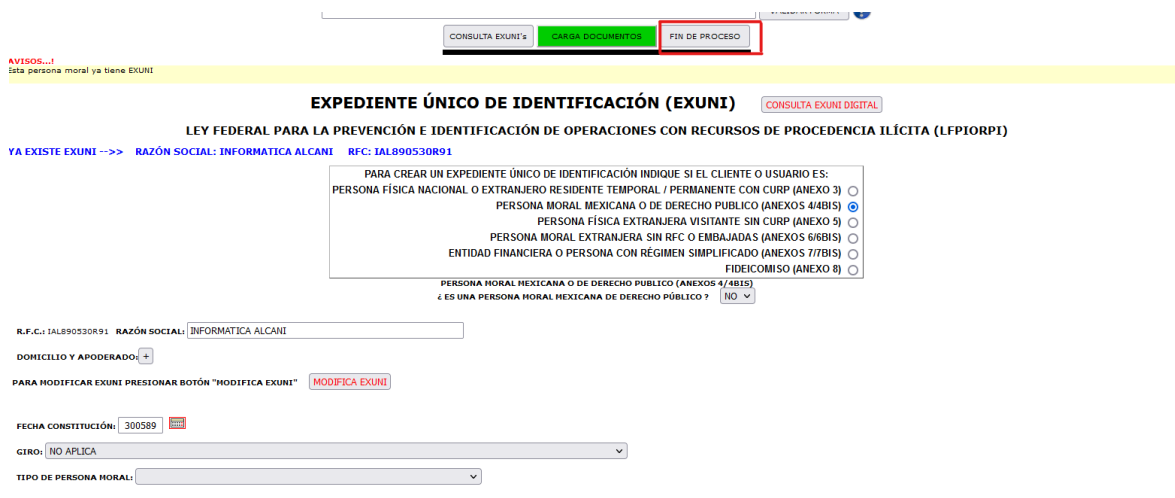 CONSULTA EXUNI's CARGA DOCUMENTOS FIN DE PROCESO
AVISOS...!
Esta persona moral ya tiene EXUNI
EXPEDIENTE ÚNICO DE IDENTIFICACIÓN (EXUNI) CONSULTA EXUNI DIGITAL
LEY FEDERAL PARA LA PREVENCIÓN E IDENTIFICACIÓN DE OPERACIONES CON RECURSOS DE PROCEDENCIA ILÍCITA (LFPIORPI)
YA EXISTE EXUNI -->> RAZÓN SOCIAL: INFORMATICA ALCANI RFC: IAL890530R91
PARA CREAR UN EXPEDIENTE ÚNICO DE IDENTIFICACIÓN INDIQUE SI EL CLIENTE O USUARIO ES:
PERSONA FÍSICA NACIONAL O EXTRANJERO RESIDENTE TEMPORAL / PERMANENTE CON CURP (ANEXO 3)
PERSONA MORAL MEXICANA O DE DERECHO PUBLICO (ANEXOS 4/4BIS)
PERSONA FÍSICA EXTRANJERA VISITANTE SIN CURP (ANEXO 5)
PERSONA MORAL EXTRANJERA SIN RFC O EMBAJADAS (ANEXOS 6/6BIS)
ENTIDAD FINANCIERA O PERSONA CON RÉGIMEN SIMPLIFICADO (ANEXOS 7/7BIS)
FIDEICOMISO (ANEXO 8)
PERSONA MORAL MEXICANA O DE DERECHO PUBLICO (ANEXOS 4/4BIS)
¿ ES UNA PERSONA MORAL MEXICANA DE DERECHO PÚBLICO ? NO
R.F.C.: IAL890530R91 RAZÓN SOCIAL: INFORMATICA ALCANI
DOMICILIO Y APODERADO: +
PARA MODIFICAR EXUNI PRESIONAR BOTÓN "MODIFICA EXUNI" MODIFICA EXUNI
FECHA CONSTITUCIÓN: 300589
GIRO: NO APLICA
TIPO DE PERSONA MORAL: